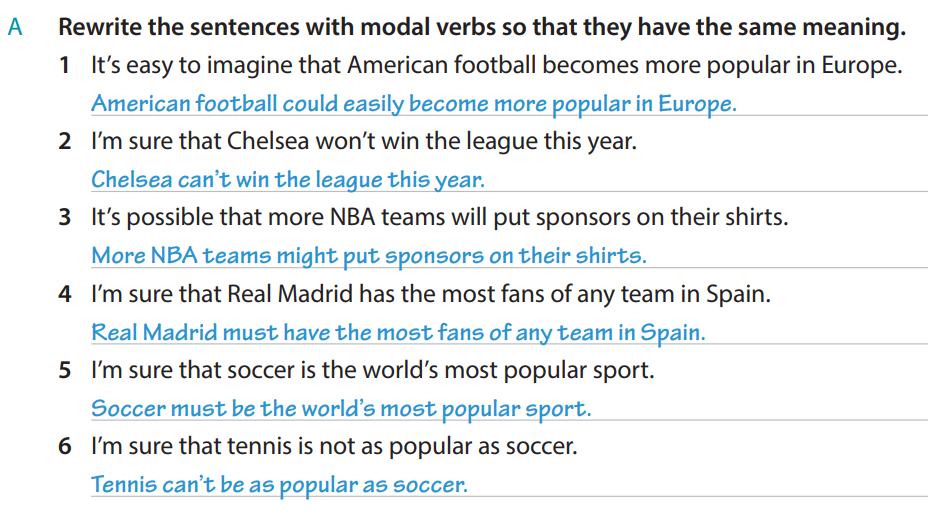 A Rewrite the sentences with modal verbs so that they have the same meaning.
1 It's easy to imagine that American football becomes more popular in Europe.
American football could easily become more popular in Europe.
2 I'm sure that Chelsea won't win the league this year.
Chelsea can't win the league this year.
3 It's possible that more NBA teams will put sponsors on their shirts.
More NBA teams might put sponsors on their shirts.
4 I'm sure that Real Madrid has the most fans of any team in Spain.
Real Madrid must have the most fans of any team in Spain.
5 I'm sure that soccer is the world's most popular sport.
Soccer must be the world's most popular sport.
6 I'm sure that tennis is not as popular as soccer.
Tennis can't be as popular as soccer.